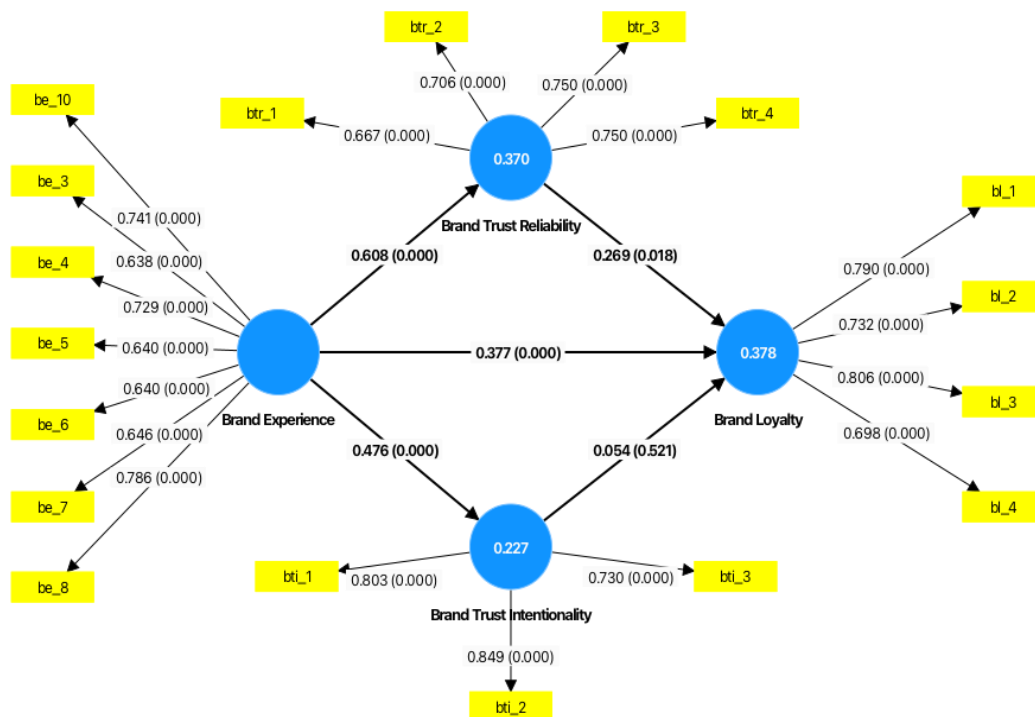 btr_2
btr_3
be_10
0.706 (0.000)
0.750 (0.000)
btr_1
btr_4
0.667 (0.000)
0.750 (0.000)
0.370
be_3
bl_1
0.741 (0.000)
Brand Trust Reliability
be_4
0.638 (0.000)
0.608 (0.000)
0.269 (0.018)
0.790 (0.000)
bl_2
0.729 (0.000)
0.732 (0.000)
be_5
0.640 (0.000)
0.377 (0.000)
0.378
0.806 (0.000)
0.640 (0.000)
bl_3
be_6
Brand Experience
Brand Loyalty
0.646 (0.000)
0.698 (0.000)
0.476 (0.000)
0.054 (0.521)
0.786 (0.000)
be_7
bl_4
0.227
be_8
bti_1
0.803 (0.000)
0.730 (0.000)
bti_3
Brand Trust Intentionality
0.849 (0.000)
bti_2